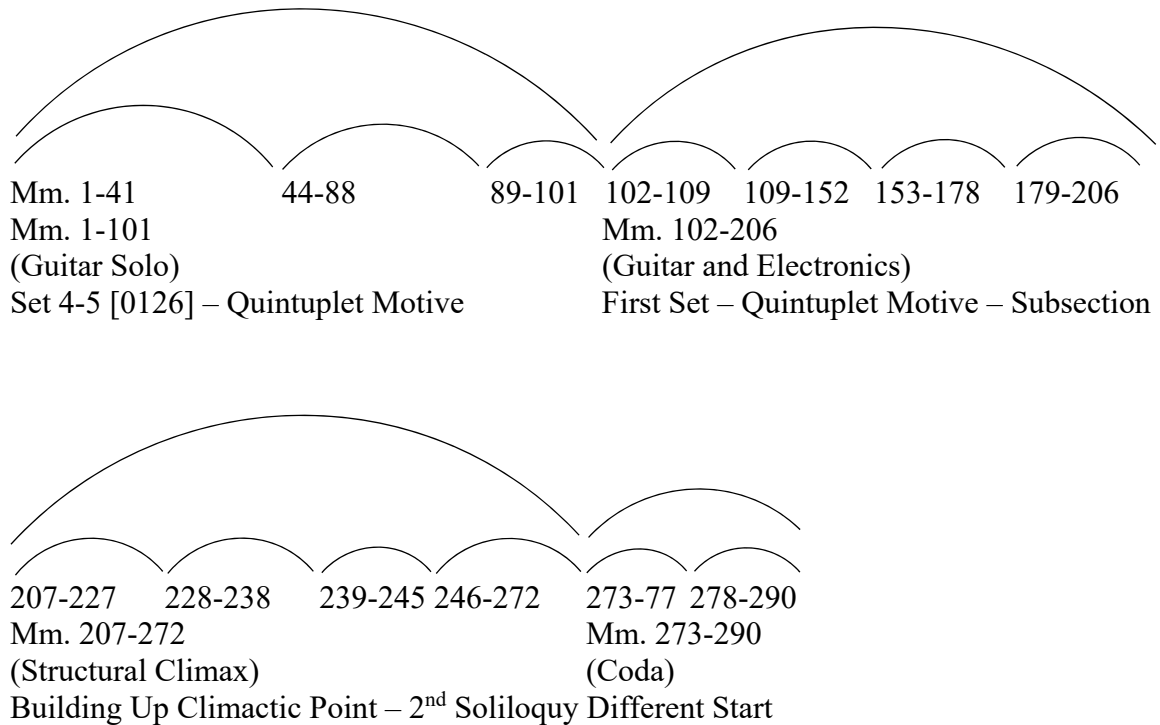 Mm. 1-41 44-88 89-101 102-109 109-152 153-178 179-206
Mm. 1-101 Mm. 102-206
(Guitar Solo) (Guitar and Electronics)
Set 4-5 [0126] – Quintuplet Motive First Set – Quintuplet Motive – Subsection
207-227 228-238 239-245 246-272 273-77 278-290
Mm. 207-272 Mm. 273-290
(Structural Climax) (Coda)
Building Up Climactic Point – 2nd Soliloquy Different Start